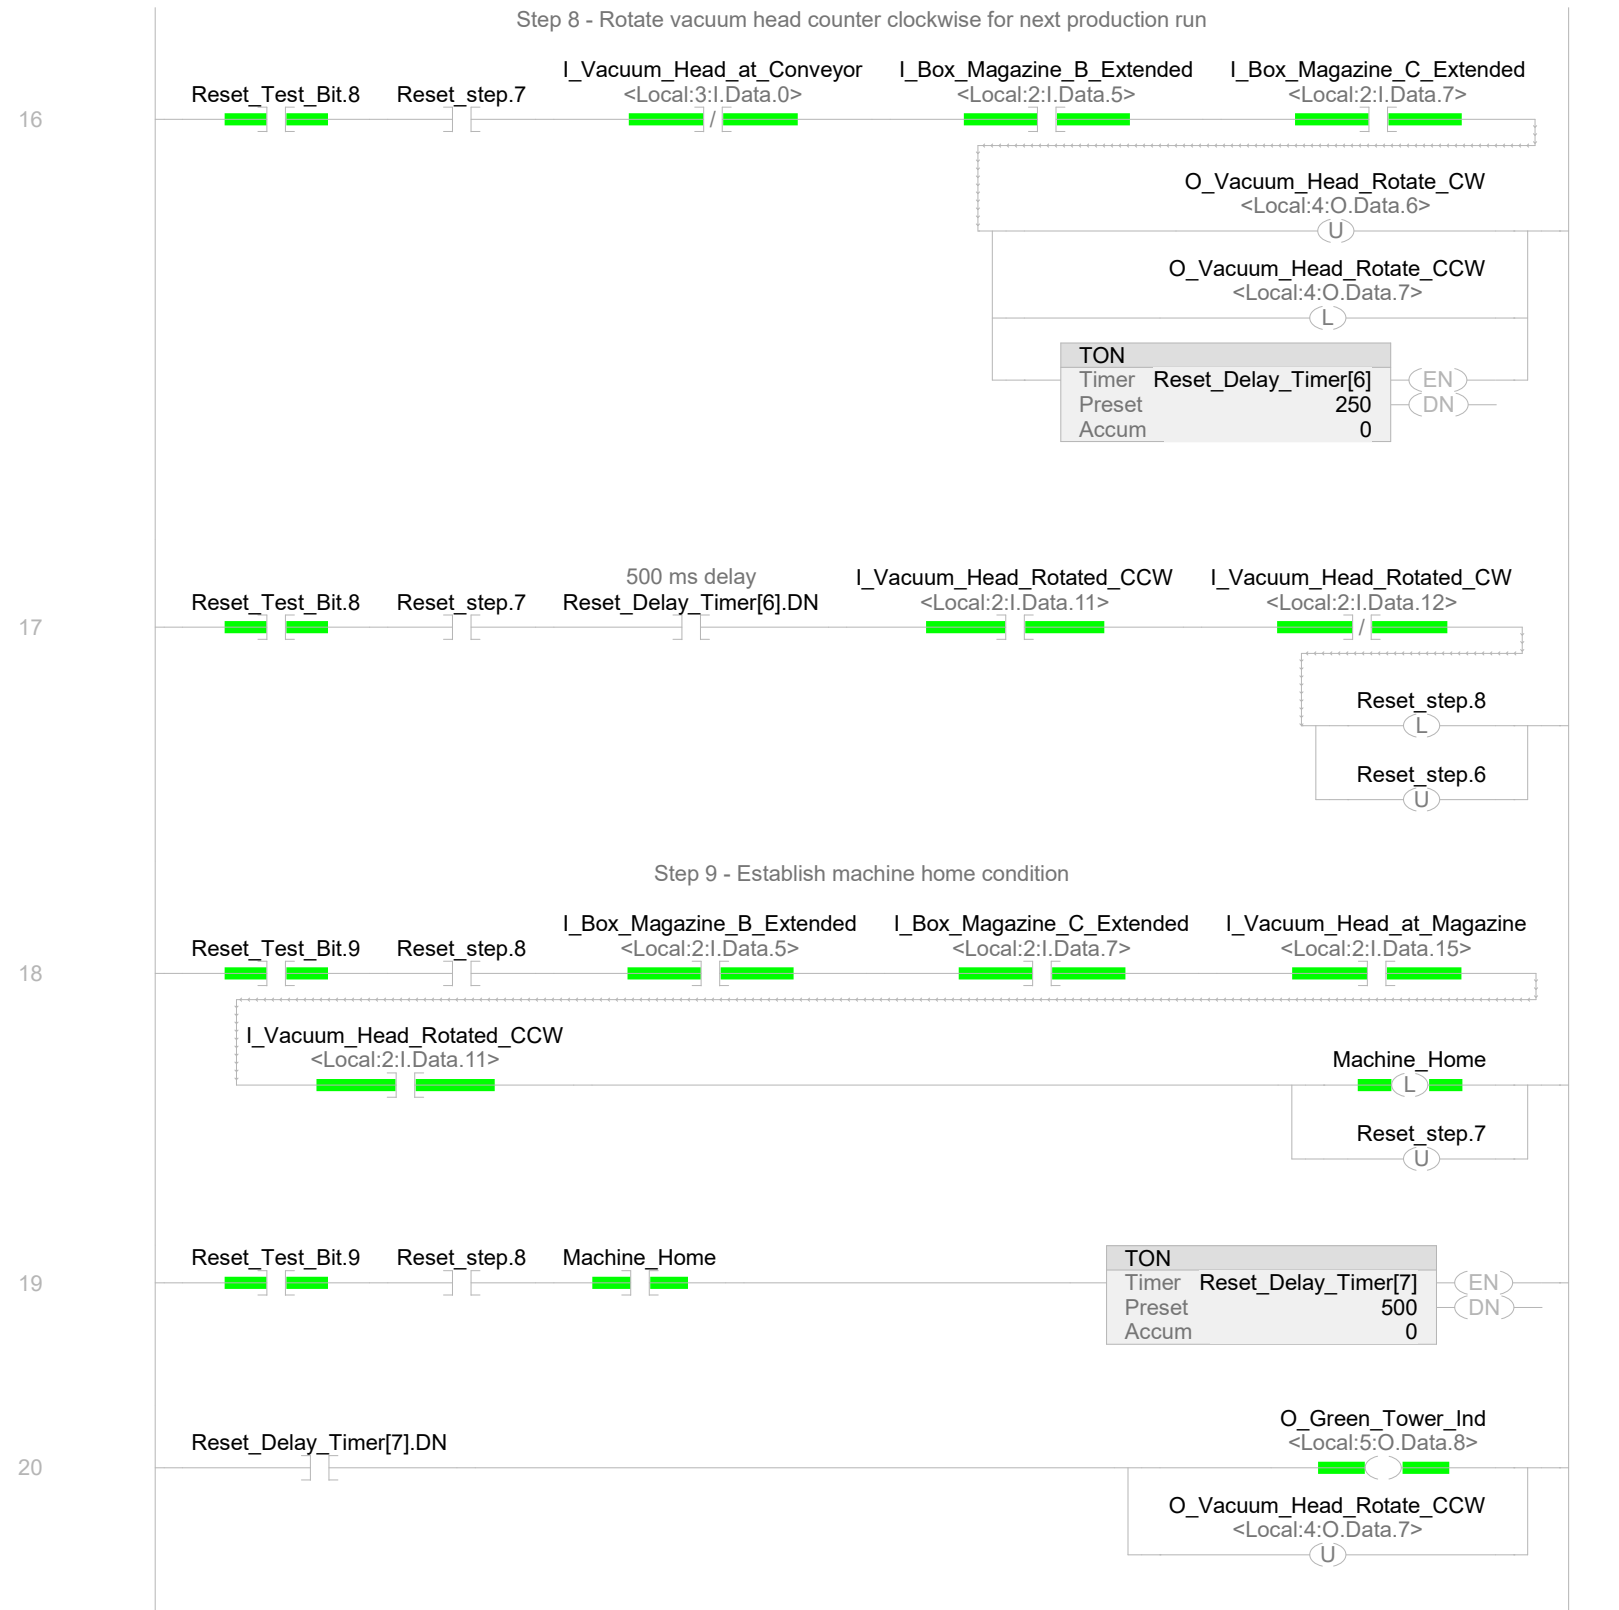 Step 8 - Rotate vacuum head counter clockwise for next production run
16
Reset_Test_Bit.8
Reset_step.7
I_Vacuum_Head_at_Conveyor
<Local:3:I.Data.0>
/
I_Box_Magazine_B_Extended
<Local:2:I.Data.5>
I_Box_Magazine_C_Extended
<Local:2:I.Data.7>
O_Vacuum_Head_Rotate_CW
<Local:4:O.Data.6>
U
O_Vacuum_Head_Rotate_CCW
<Local:4:O.Data.7>
L
TON
Timer Reset_Delay_Timer[6]
Preset 250
Accum 0
EN
DN
17
Reset_Test_Bit.8
Reset_step.7
500 ms delay
Reset_Delay_Timer[6].DN
I_Vacuum_Head_Rotated_CCW
<Local:2:I.Data.11>
I_Vacuum_Head_Rotated_CW
<Local:2:I.Data.12>
/
Reset_step.8
L
Reset_step.6
U
Step 9 - Establish machine home condition
18
Reset_Test_Bit.9
Reset_step.8
I_Box_Magazine_B_Extended
<Local:2:I.Data.5>
I_Box_Magazine_C_Extended
<Local:2:I.Data.7>
I_Vacuum_Head_at_Magazine
<Local:2:I.Data.15>
I_Vacuum_Head_Rotated_CCW
<Local:2:I.Data.11>
Machine_Home
L
Reset_step.7
U
19
Reset_Test_Bit.9
Reset_step.8
Machine_Home
TON
Timer Reset_Delay_Timer[7]
Preset 500
Accum 0
EN
DN
20
Reset_Delay_Timer[7].DN
O_Green_Tower_Ind
<Local:5:O.Data.8>
O_Vacuum_Head_Rotate_CCW
<Local:4:O.Data.7>
U